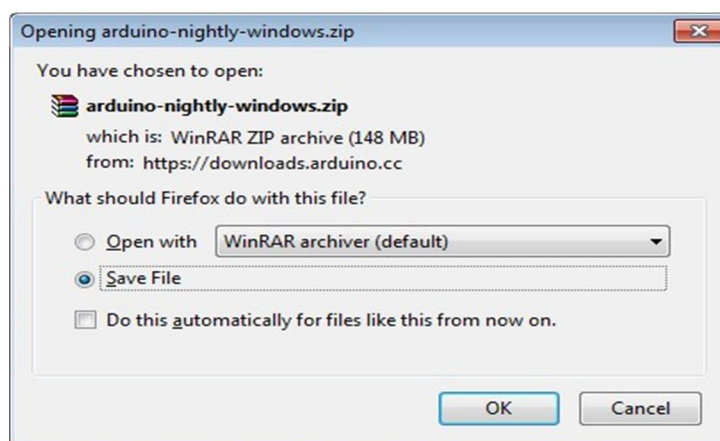 Opening arduino-nightly-windows.zip
You have chosen to open:
arduino-nightly-windows.zip
which is: WinRAR ZIP archive (148 MB)
from: https://downloads.arduino.cc
What should Firefox do with this file?
Open with WinRAR archiver (default)
Save File
Do this automatically for files like this from now on.
OK Cancel